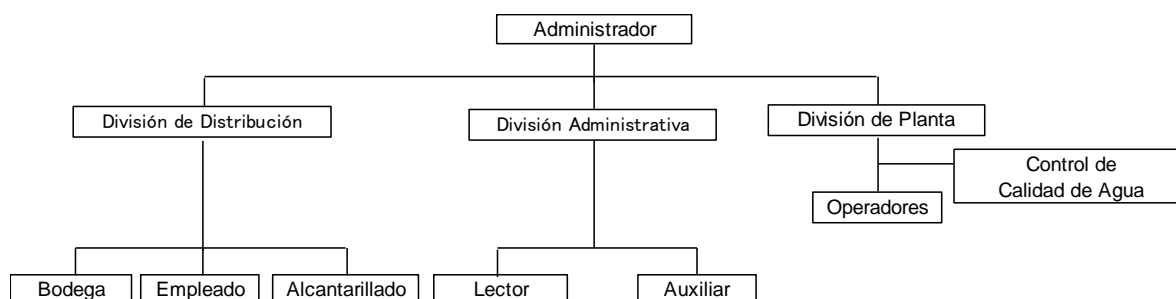 Administrador
División de Distribución
División Administrativa
División de Planta
Control de
Calidad de Agua
Operadores
Bodega
Empleado
Alcantarillado
Lector
Auxiliar